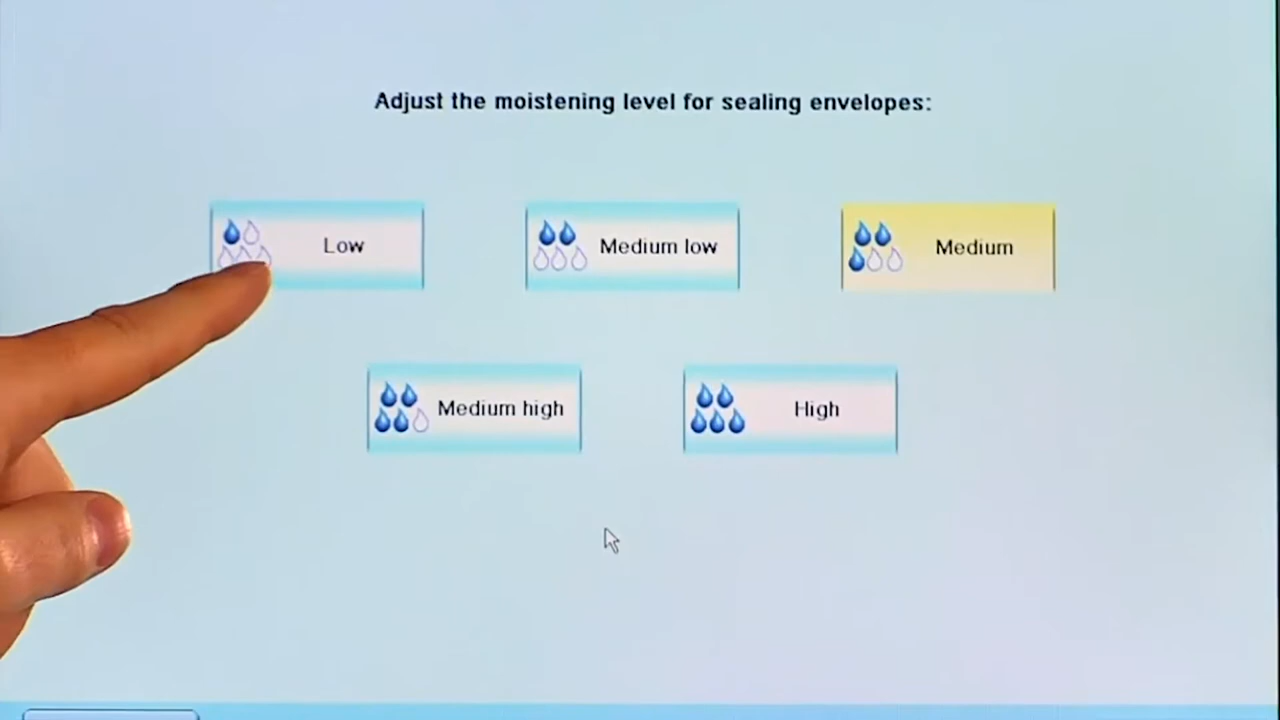 Adjust the moistening level for sealing envelopes:
Low
Medium low
Medium
Medium high
High